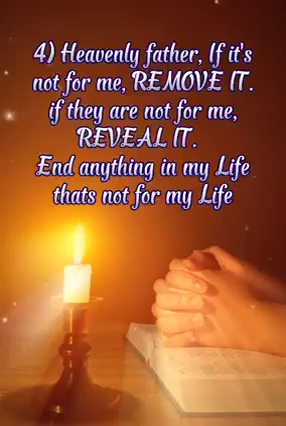 4) Heavenly father, If it's
not for me, REMOVE IT.
if they are not for me,
REVEAL IT.
End anything in my Life
thats not for my Life